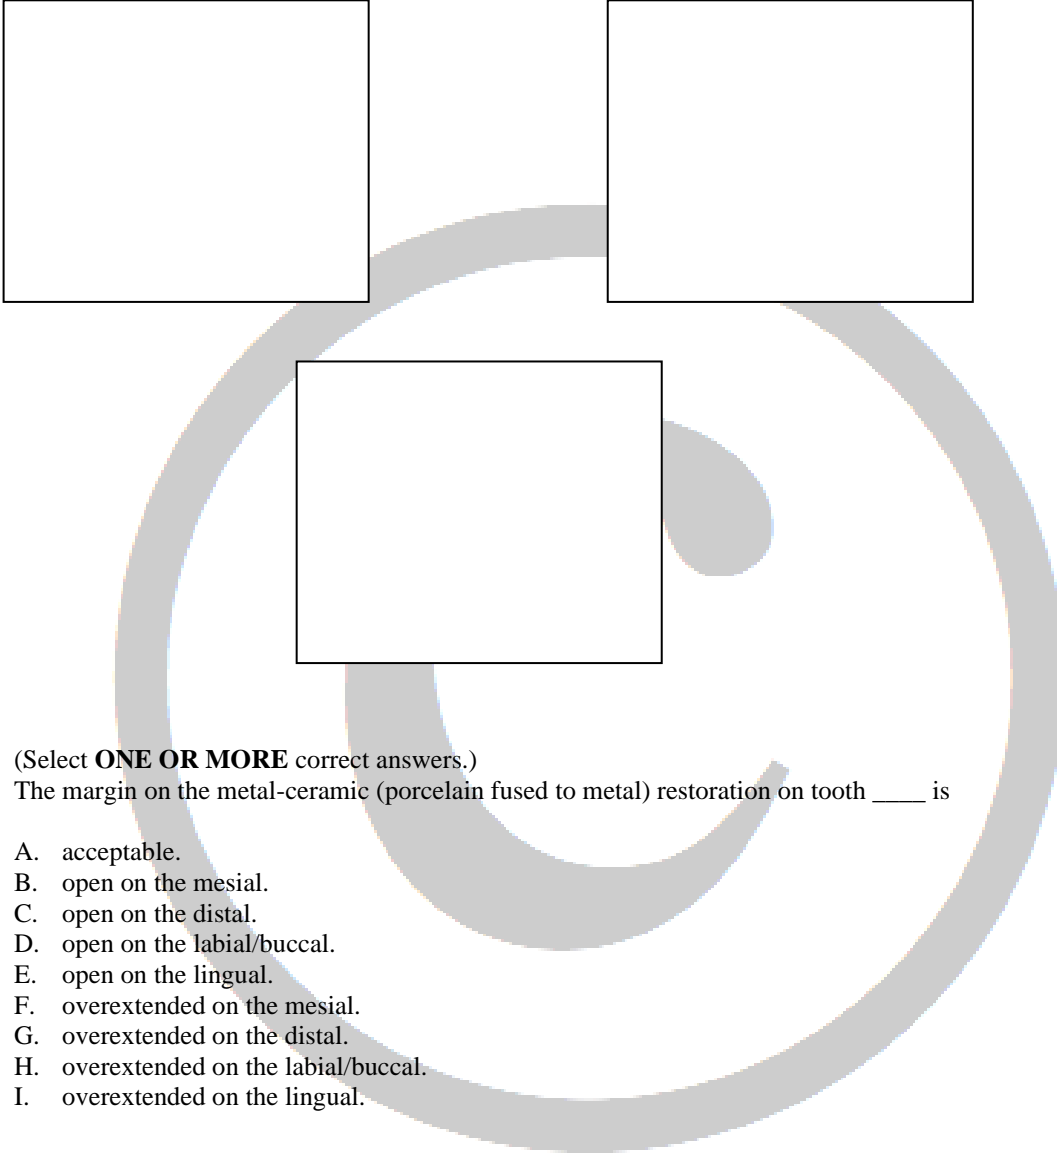 (Select ONE OR MORE correct answers.)
The margin on the metal-ceramic (porcelain fused to metal) restoration on tooth ____ is
A. acceptable.
B. open on the mesial.
C. open on the distal.
D. open on the labial/buccal.
E. open on the lingual.
F. overextended on the mesial.
G. overextended on the distal.
H. overextended on the labial/buccal.
I. overextended on the lingual.